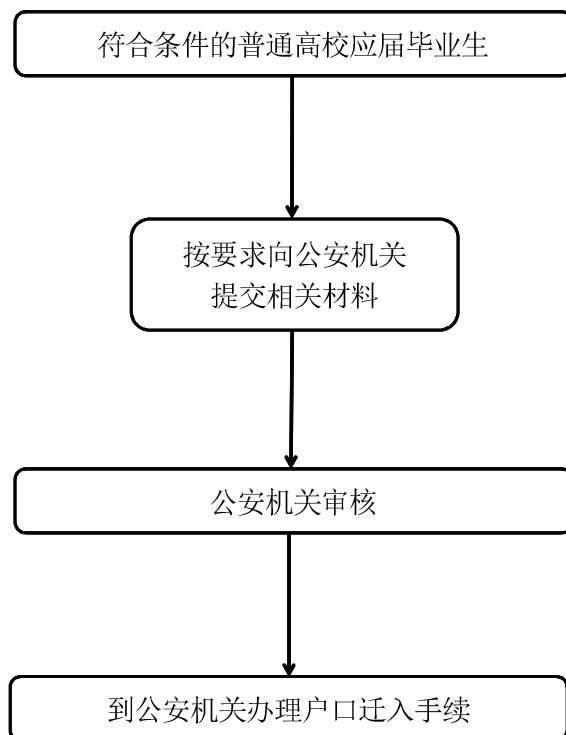 符合条件的普通高校应届毕业生
按要求向公安机关
提交相关材料
公安机关审核
到公安机关办理户口迁入手续